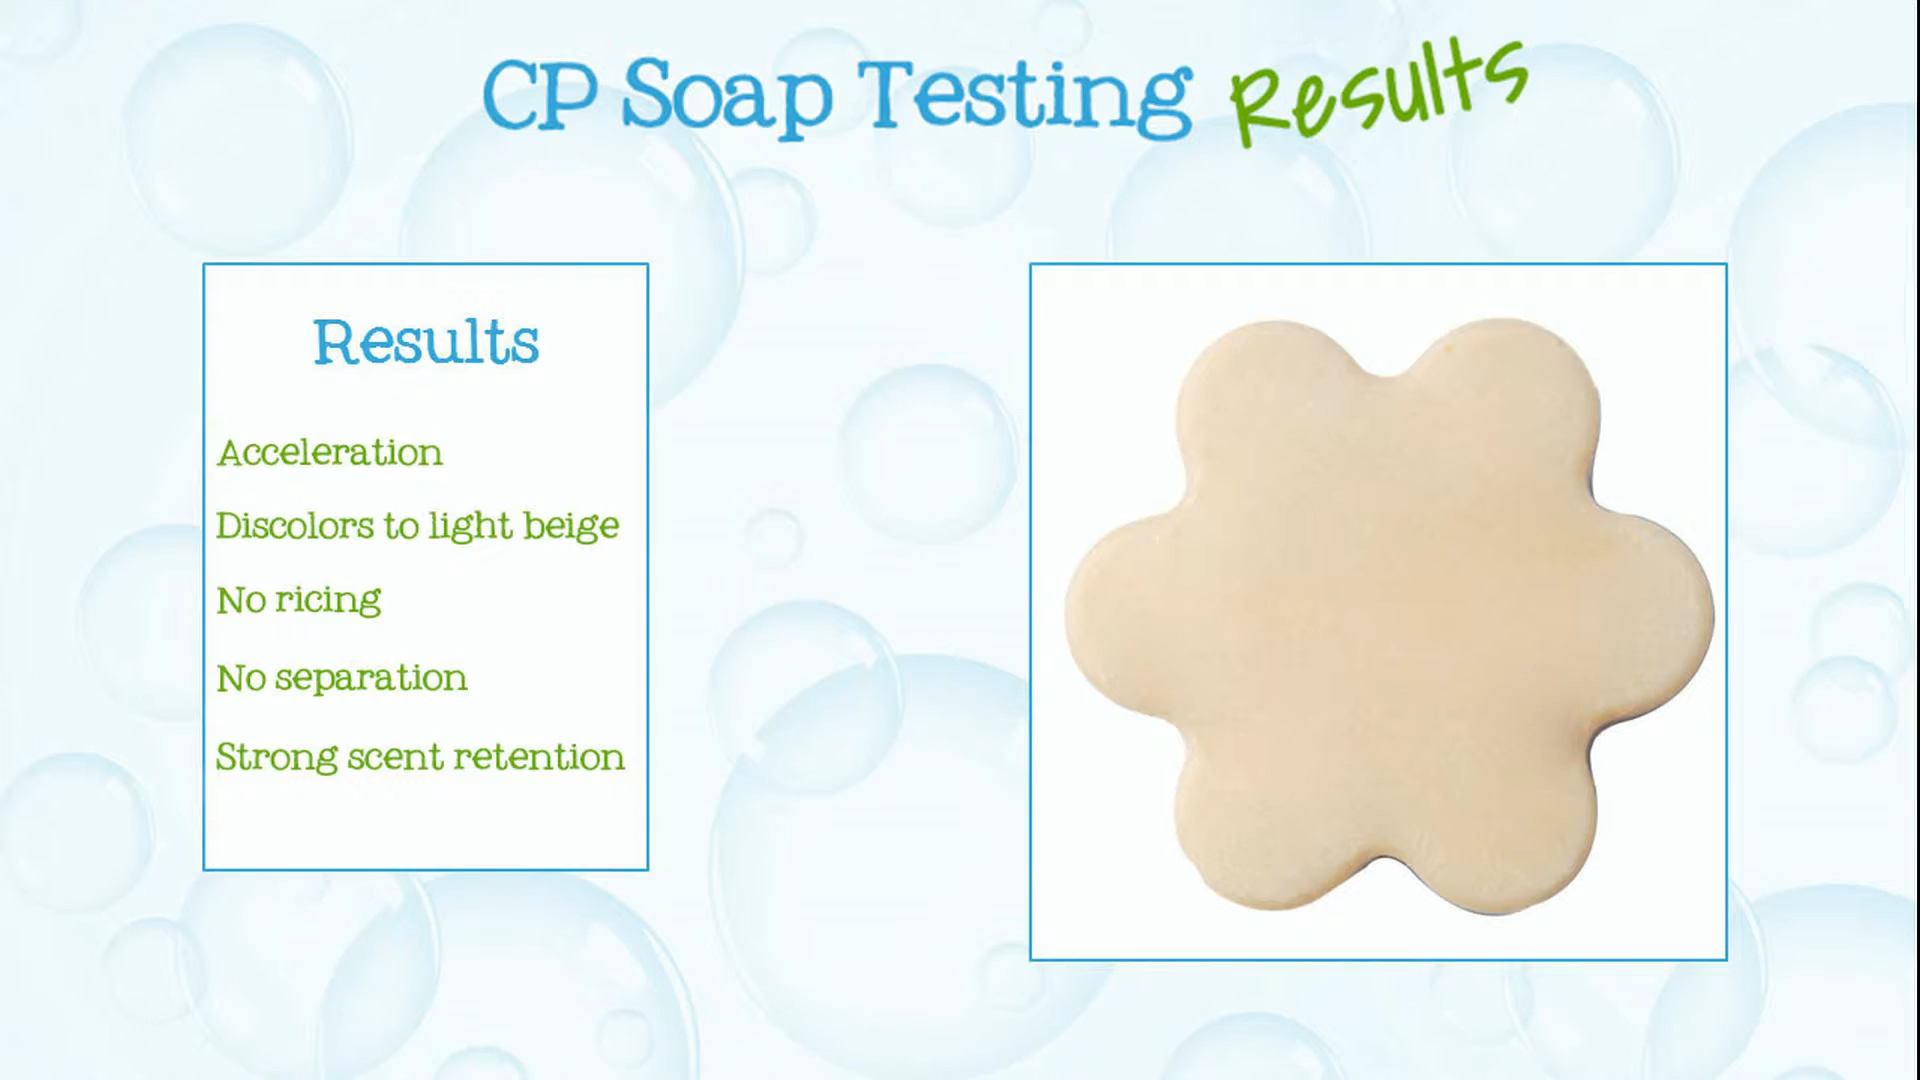 CP Soap Testing Results
Results
Acceleration
Discolors to light beige
No ricing
No separation
Strong scent retention